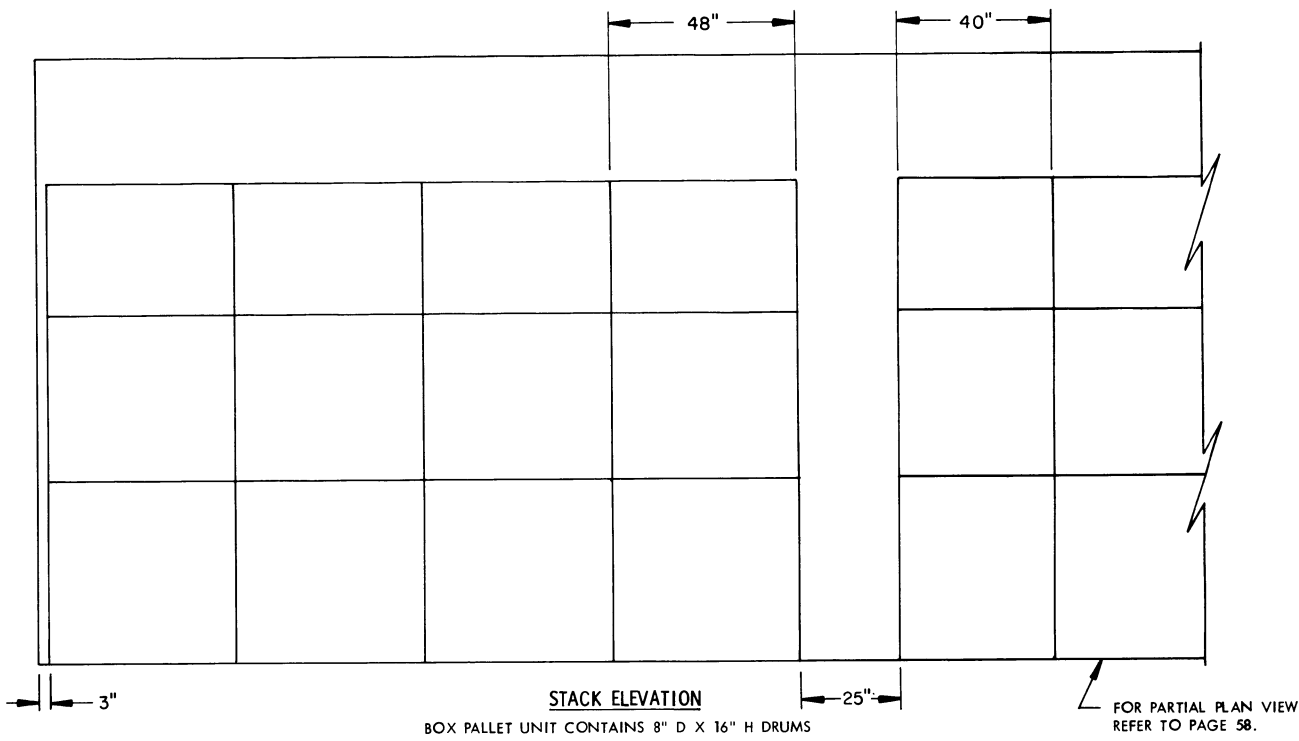 48"
40"
3"
STACK ELEVATION
25"
BOX PALLET UNIT CONTAINS 8" D X 16" H DRUMS
FOR PARTIAL PLAN VIEW
REFER TO PAGE 58.